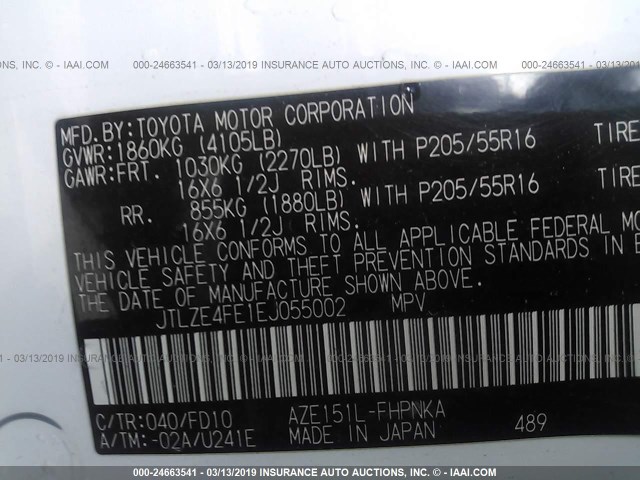 000-24663541 - 03/13/2019 INSURANCE AUTO AUCTIONS, INC. © - IAAI.COM
MFD.BY:TOYOTA MOTOR CORPORATION
GVWR:1860KG (4105LB)
GAWR:FRT. 1030KG (2270LB) WITH P205/55R16 TIRE
16X6 1/2J RIMS.
RR. 855KG (1880LB) WITH P205/55R16 TIRE
16X6 1/2J RIMS.
THIS VEHICLE CONFORMS TO ALL APPLICABLE FEDERAL MO
VEHICLE SAFETY AND THEFT PREVENTION STANDARDS IN E
THE DATE OF MANUFACTURE SHOWN ABOVE.
JTLZE4FE1EJ055002 MPV
000-24663541 - 03/13/2019 INSURANCE AUTO AUCTIONS, INC. © - IAAI.COM
C/TR:040/FD10 AZE151L-FHPNKA
A/TM:-02A/U241E MADE IN JAPAN 489
000-24663541 - 03/13/2019 INSURANCE AUTO AUCTIONS, INC. © - IAAI.COM